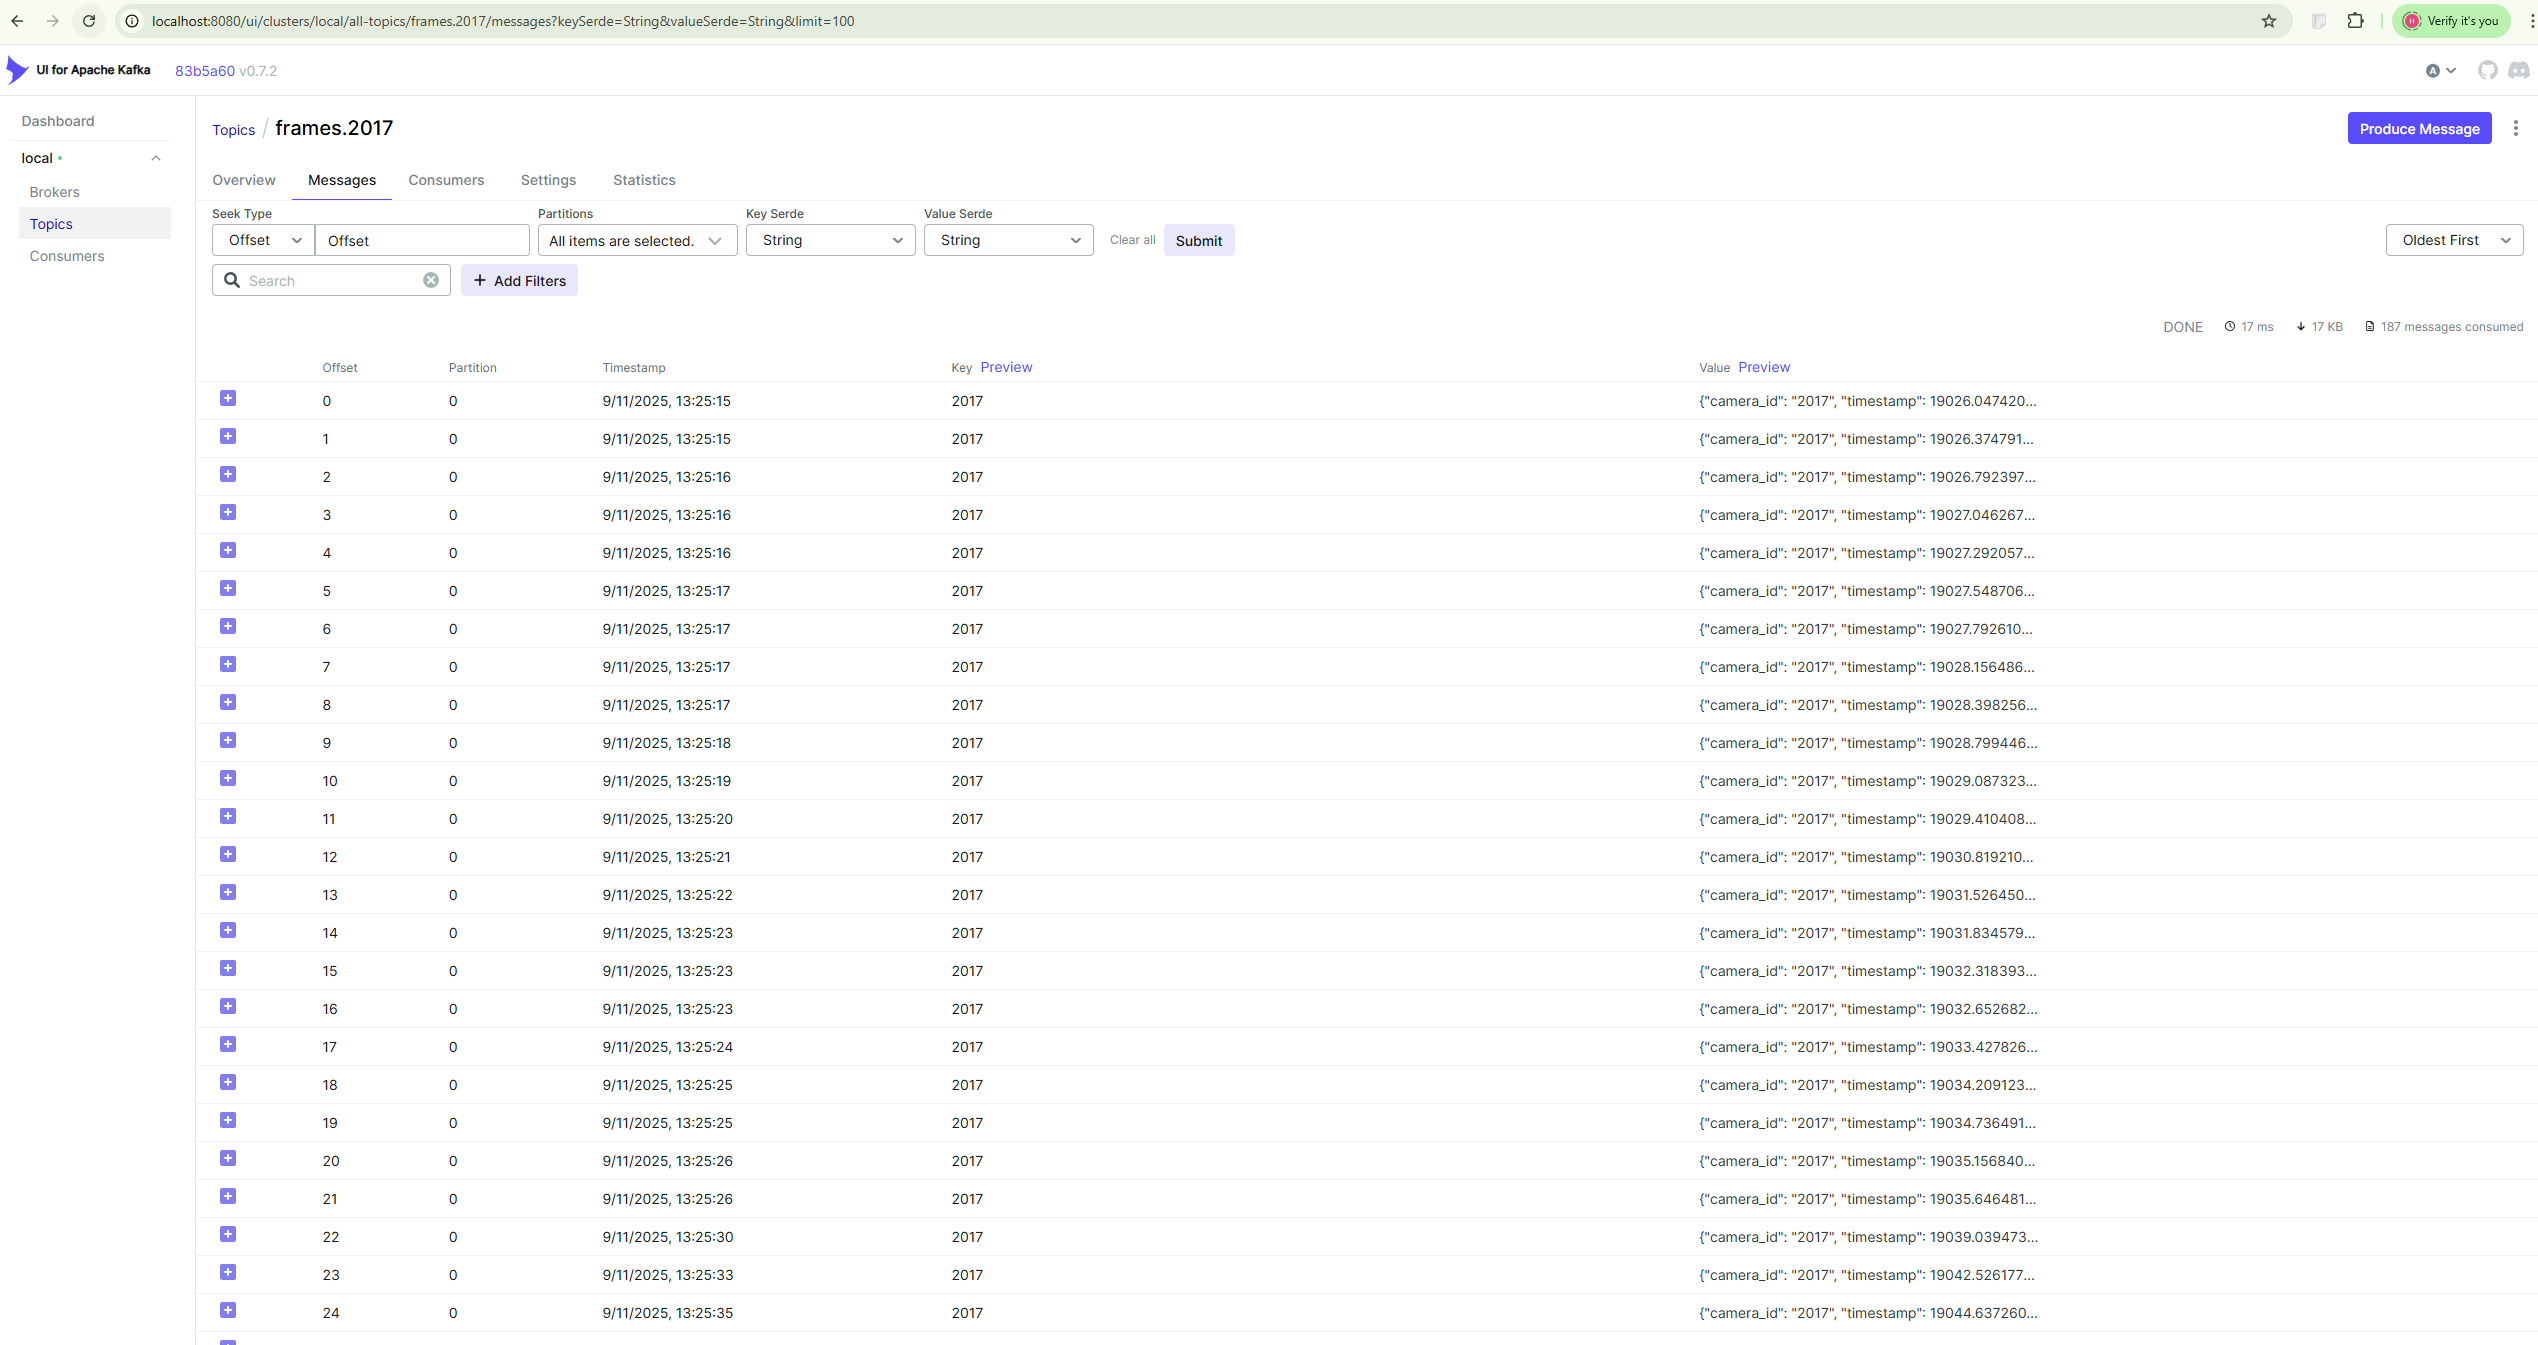 localhost:8080/ui/clusters/local/all-topics/frames.2017/messages?keySerde=String&valueSerde=String&limit=100
Verify it's you
UI for Apache Kafka 83b5a60 v0.7.2
A
Dashboard
local
Brokers
Topics
Consumers
Topics / frames.2017
Produce Message
Overview Messages Consumers Settings Statistics
Seek Type Partitions Key Serde Value Serde
Offset Offset All items are selected. String String Clear all Submit Oldest First
Search + Add Filters
DONE 17 ms 17 KB 187 messages consumed
Offset Partition Timestamp Key Preview Value Preview
0 0 9/11/2025, 13:25:15 2017 {"camera_id": "2017", "timestamp": 19026.047420...
1 0 9/11/2025, 13:25:15 2017 {"camera_id": "2017", "timestamp": 19026.374791...
2 0 9/11/2025, 13:25:16 2017 {"camera_id": "2017", "timestamp": 19026.792397...
3 0 9/11/2025, 13:25:16 2017 {"camera_id": "2017", "timestamp": 19027.046267...
4 0 9/11/2025, 13:25:16 2017 {"camera_id": "2017", "timestamp": 19027.292057...
5 0 9/11/2025, 13:25:17 2017 {"camera_id": "2017", "timestamp": 19027.548706...
6 0 9/11/2025, 13:25:17 2017 {"camera_id": "2017", "timestamp": 19027.792610...
7 0 9/11/2025, 13:25:17 2017 {"camera_id": "2017", "timestamp": 19028.156486...
8 0 9/11/2025, 13:25:17 2017 {"camera_id": "2017", "timestamp": 19028.398256...
9 0 9/11/2025, 13:25:18 2017 {"camera_id": "2017", "timestamp": 19028.799446...
10 0 9/11/2025, 13:25:19 2017 {"camera_id": "2017", "timestamp": 19029.087323...
11 0 9/11/2025, 13:25:20 2017 {"camera_id": "2017", "timestamp": 19029.410408...
12 0 9/11/2025, 13:25:21 2017 {"camera_id": "2017", "timestamp": 19030.819210...
13 0 9/11/2025, 13:25:22 2017 {"camera_id": "2017", "timestamp": 19031.526450...
14 0 9/11/2025, 13:25:23 2017 {"camera_id": "2017", "timestamp": 19031.834579...
15 0 9/11/2025, 13:25:23 2017 {"camera_id": "2017", "timestamp": 19032.318393...
16 0 9/11/2025, 13:25:23 2017 {"camera_id": "2017", "timestamp": 19032.652682...
17 0 9/11/2025, 13:25:24 2017 {"camera_id": "2017", "timestamp": 19033.427826...
18 0 9/11/2025, 13:25:25 2017 {"camera_id": "2017", "timestamp": 19034.209123...
19 0 9/11/2025, 13:25:25 2017 {"camera_id": "2017", "timestamp": 19034.736491...
20 0 9/11/2025, 13:25:26 2017 {"camera_id": "2017", "timestamp": 19035.156840...
21 0 9/11/2025, 13:25:26 2017 {"camera_id": "2017", "timestamp": 19035.646481...
22 0 9/11/2025, 13:25:30 2017 {"camera_id": "2017", "timestamp": 19039.039473...
23 0 9/11/2025, 13:25:33 2017 {"camera_id": "2017", "timestamp": 19042.526177...
24 0 9/11/2025, 13:25:35 2017 {"camera_id": "2017", "timestamp": 19044.637260...